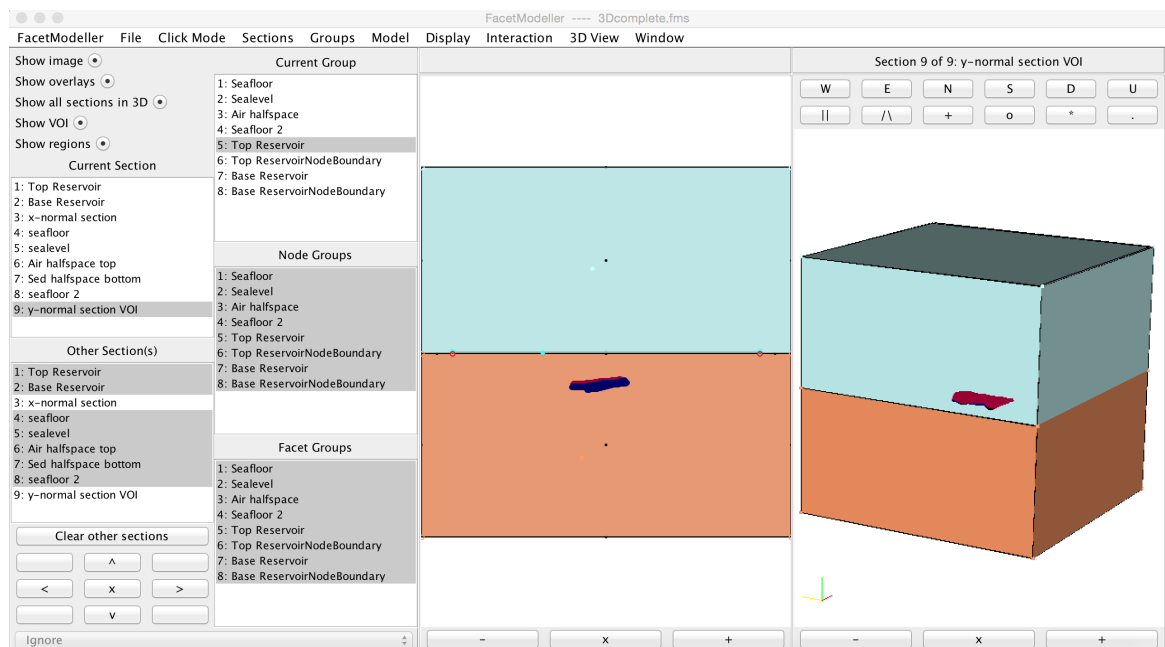 FacetModeller ---- 3Dcomplete.fms
FacetModeller File Click Mode Sections Groups Model Display Interaction 3D View Window
Show image
Show overlays
Show all sections in 3D
Show VOI
Show regions
Current Section
1: Top Reservoir
2: Base Reservoir
3: x-normal section
4: seafloor
5: sealevel
6: Air halfspace top
7: Sed halfspace bottom
8: seafloor 2
9: y-normal section VOI
Other Section(s)
1: Top Reservoir
2: Base Reservoir
3: x-normal section
4: seafloor
5: sealevel
6: Air halfspace top
7: Sed halfspace bottom
8: seafloor 2
9: y-normal section VOI
Clear other sections
^
< x >
v
Ignore
Current Group
1: Seafloor
2: Sealevel
3: Air halfspace
4: Seafloor 2
5: Top Reservoir
6: Top ReservoirNodeBoundary
7: Base Reservoir
8: Base ReservoirNodeBoundary
Node Groups
1: Seafloor
2: Sealevel
3: Air halfspace
4: Seafloor 2
5: Top Reservoir
6: Top ReservoirNodeBoundary
7: Base Reservoir
8: Base ReservoirNodeBoundary
Facet Groups
1: Seafloor
2: Sealevel
3: Air halfspace
4: Seafloor 2
5: Top Reservoir
6: Top ReservoirNodeBoundary
7: Base Reservoir
8: Base ReservoirNodeBoundary
- x +
Section 9 of 9: y-normal section VOI
W E N S D U
|| /\ + o * .
- x +